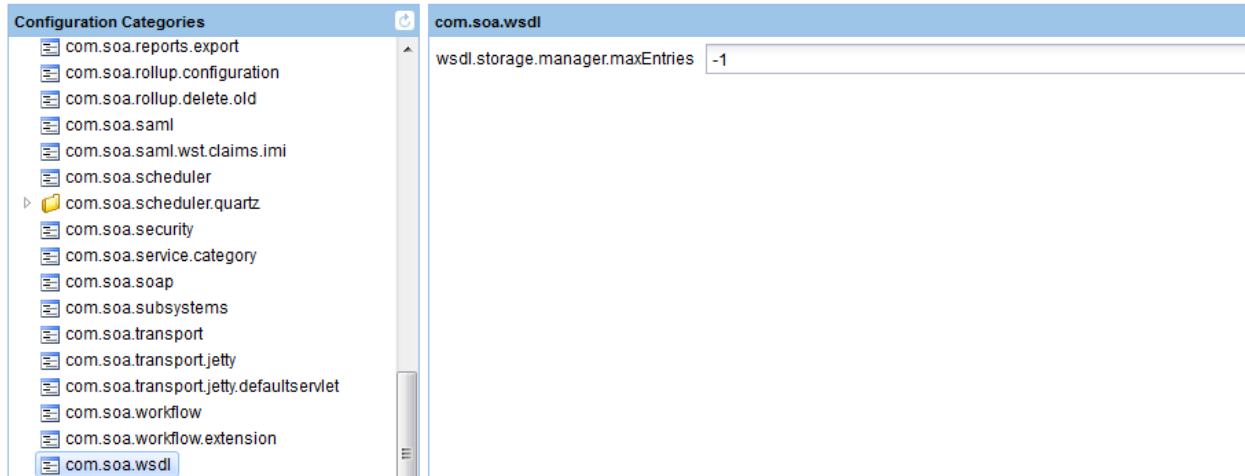 Configuration Categories
com.soa.reports.export
com.soa.rollup.configuration
com.soa.rollup.delete.old
com.soa.saml
com.soa.saml.wst.claims.imi
com.soa.scheduler
com.soa.scheduler.quartz
com.soa.security
com.soa.service.category
com.soa.soap
com.soa.subsystems
com.soa.transport
com.soa.transport.jetty
com.soa.transport.jetty.defaultservlet
com.soa.workflow
com.soa.workflow.extension
com.soa.wsdl
com.soa.wsdl
wsdl.storage.manager.maxEntries -1